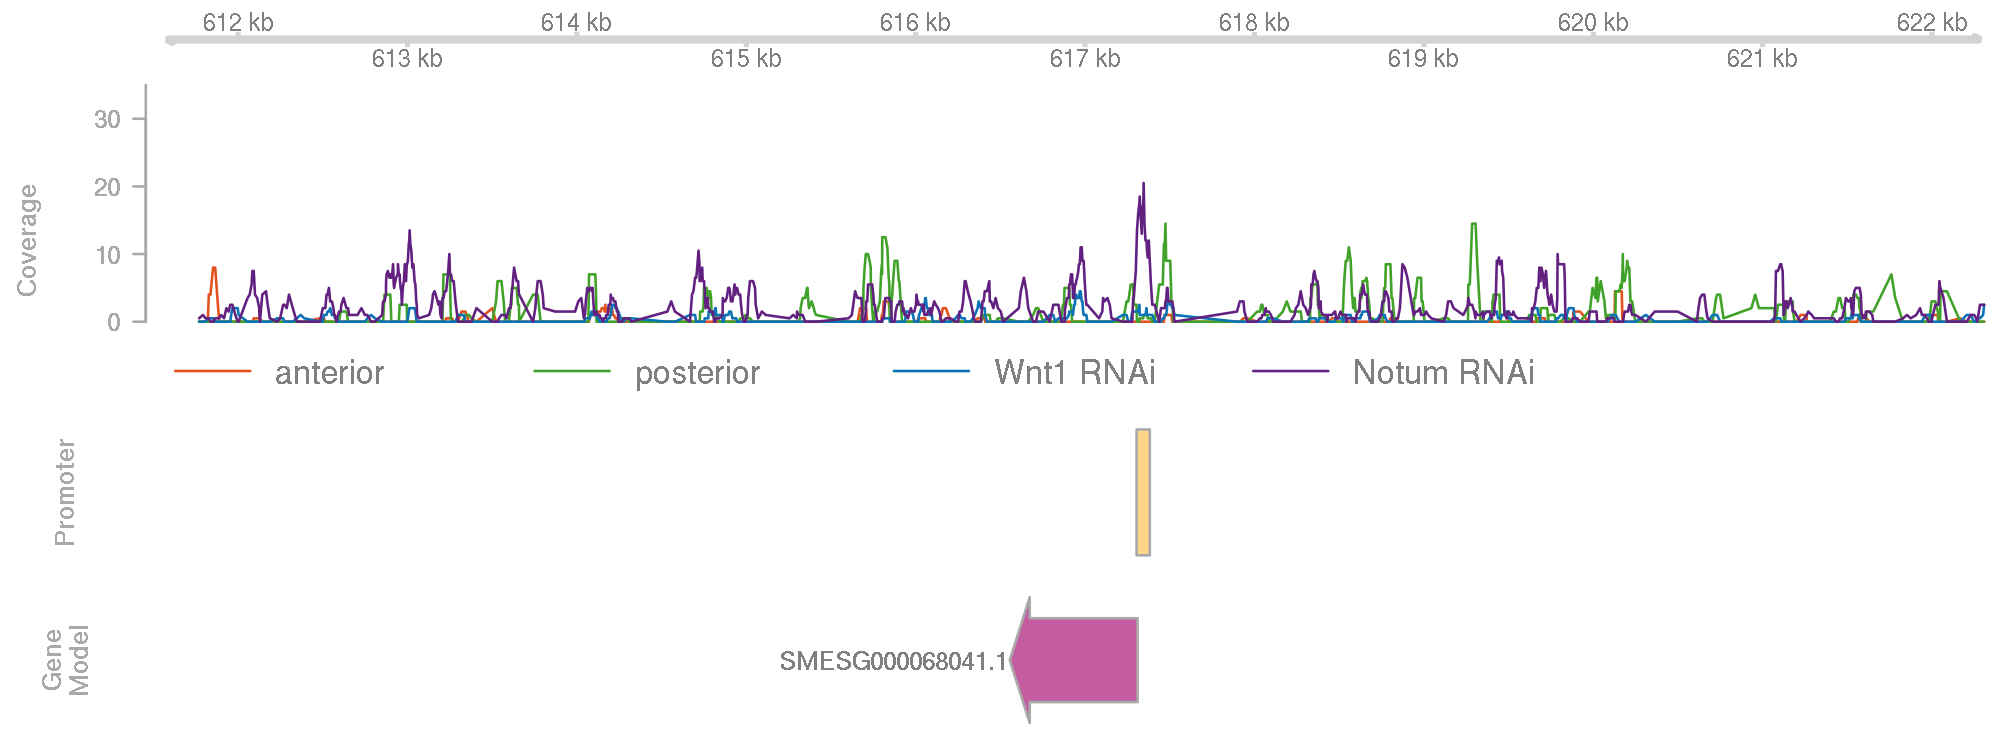 612 kb 614 kb 616 kb 618 kb 620 kb 622 kb
613 kb 615 kb 617 kb 619 kb 621 kb
Coverage
30
20
10
0
anterior posterior Wnt1 RNAi Notum RNAi
Promoter
Gene
Model
SMESG000068041.1